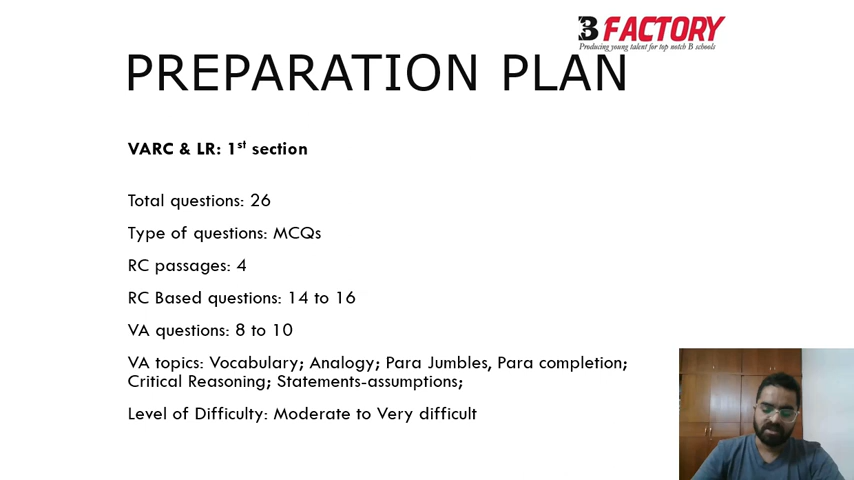 B FACTORY
Producing young talent for top notch B schools
PREPARATION PLAN
VARC & LR: 1st section
Total questions: 26
Type of questions: MCQs
RC passages: 4
RC Based questions: 14 to 16
VA questions: 8 to 10
VA topics: Vocabulary; Analogy; Para Jumbles, Para completion;
Critical Reasoning; Statements-assumptions;
Level of Difficulty: Moderate to Very difficult